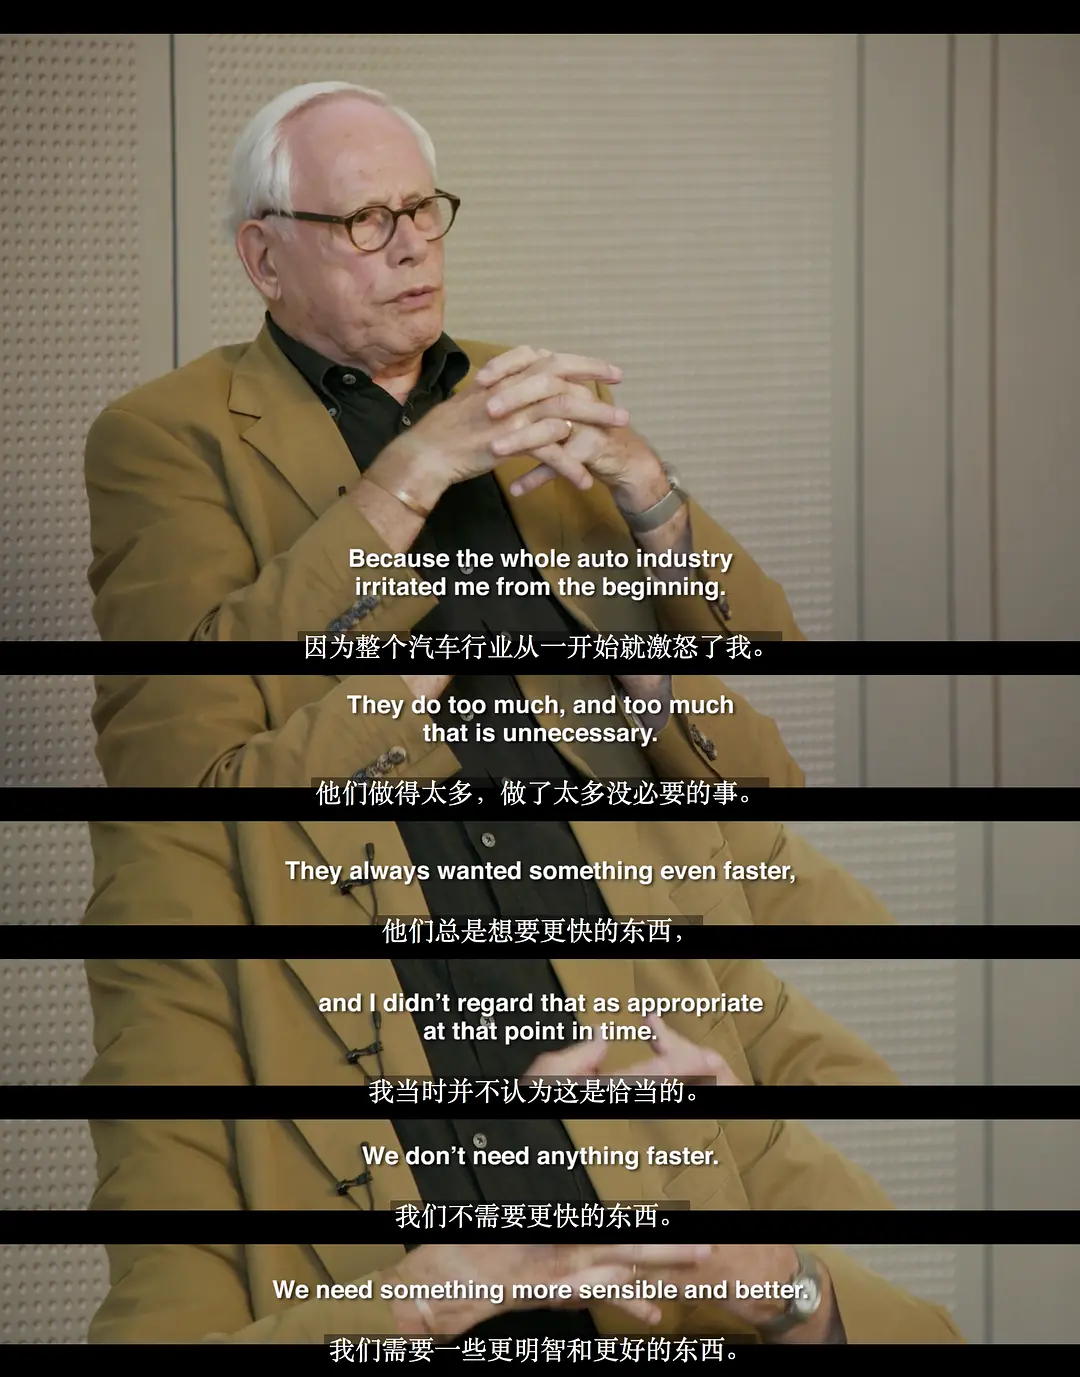 Because the whole auto industry
irritated me from the beginning.
因为整个汽车行业从一开始就激怒了我。
They do too much, and too much
that is unnecessary.
他们做得太多，做了太多没必要的事。
They always wanted something even faster,
他们总是想要更快的东西，
and I didn’t regard that as appropriate
at that point in time.
我当时并不认为这是恰当的。
We don’t need anything faster.
我们不需要更快的东西。
We need something more sensible and better.
我们需要一些更明智和更好的东西。